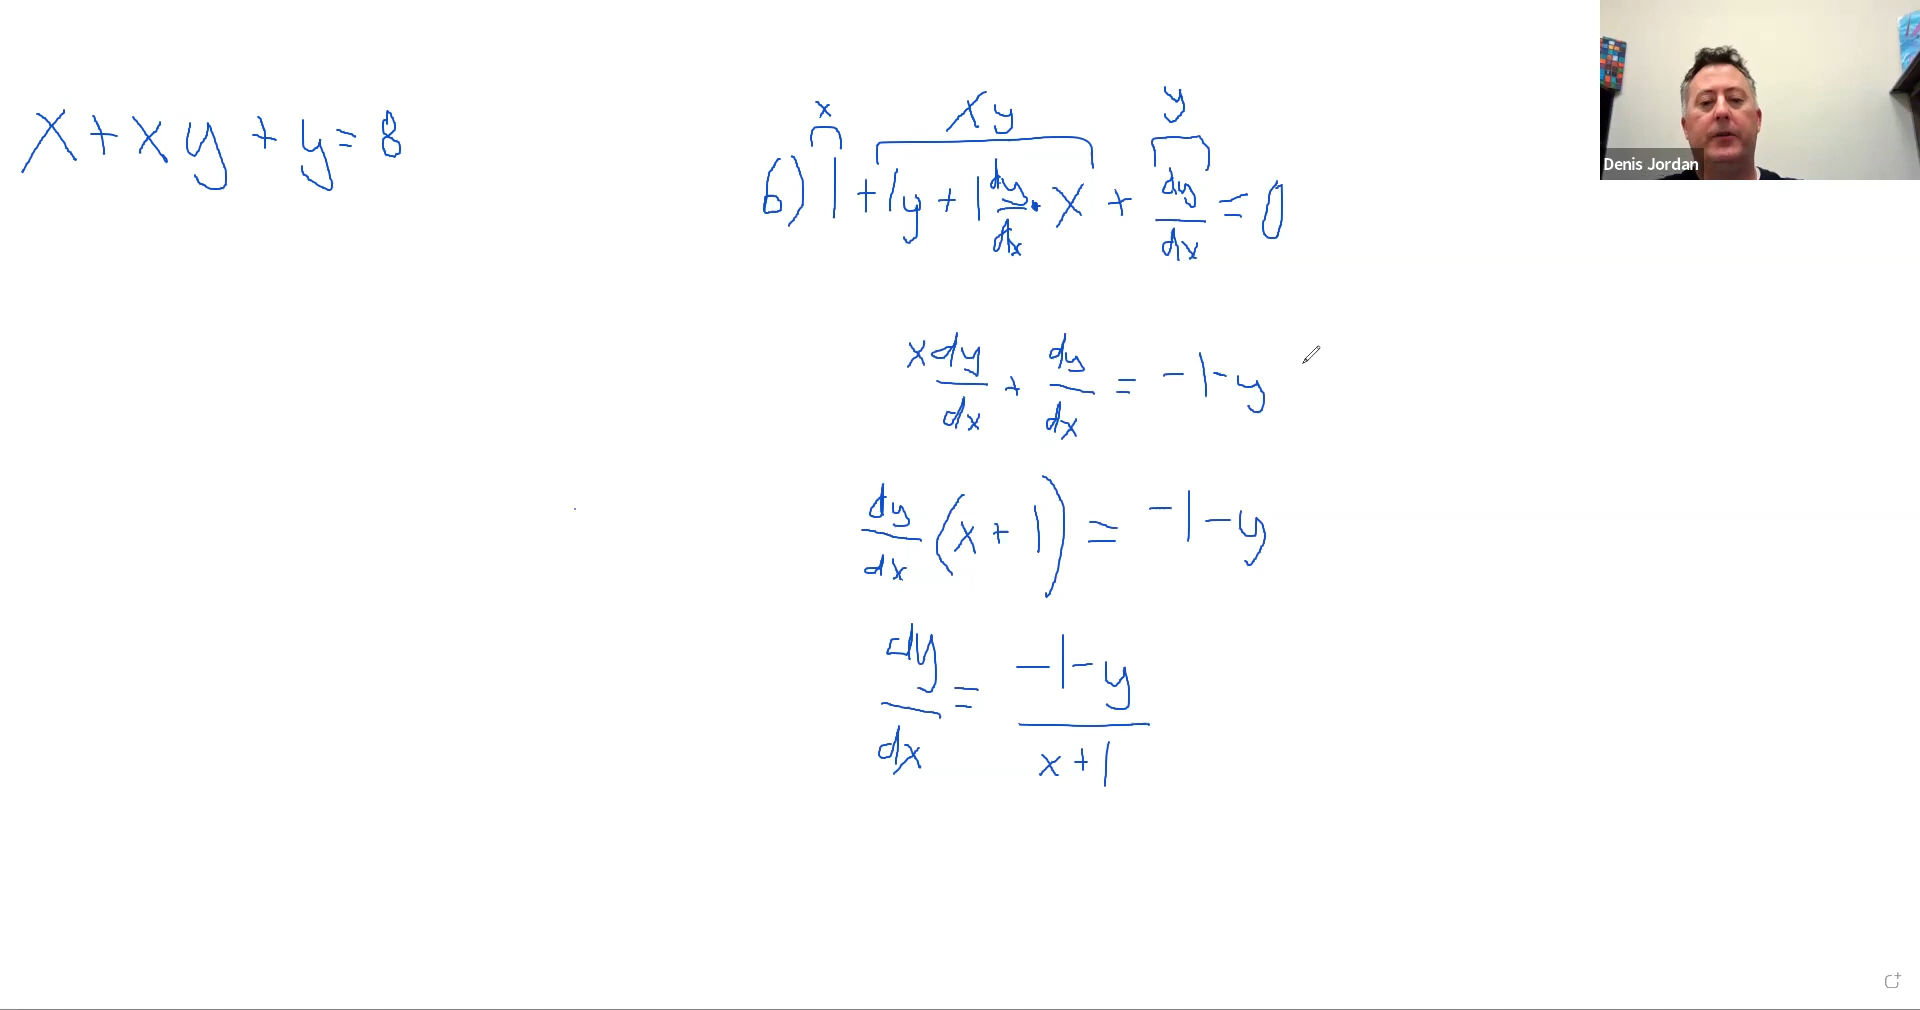 x + xy + y = 8
x xy y
b) 1 + 1y + 1 dy/dx · x + dy/dx = 0
x dy/dx + dy/dx = -1-y
dy/dx (x + 1) = -1-y
dy/dx = -1-y / x+1
Denis Jordan